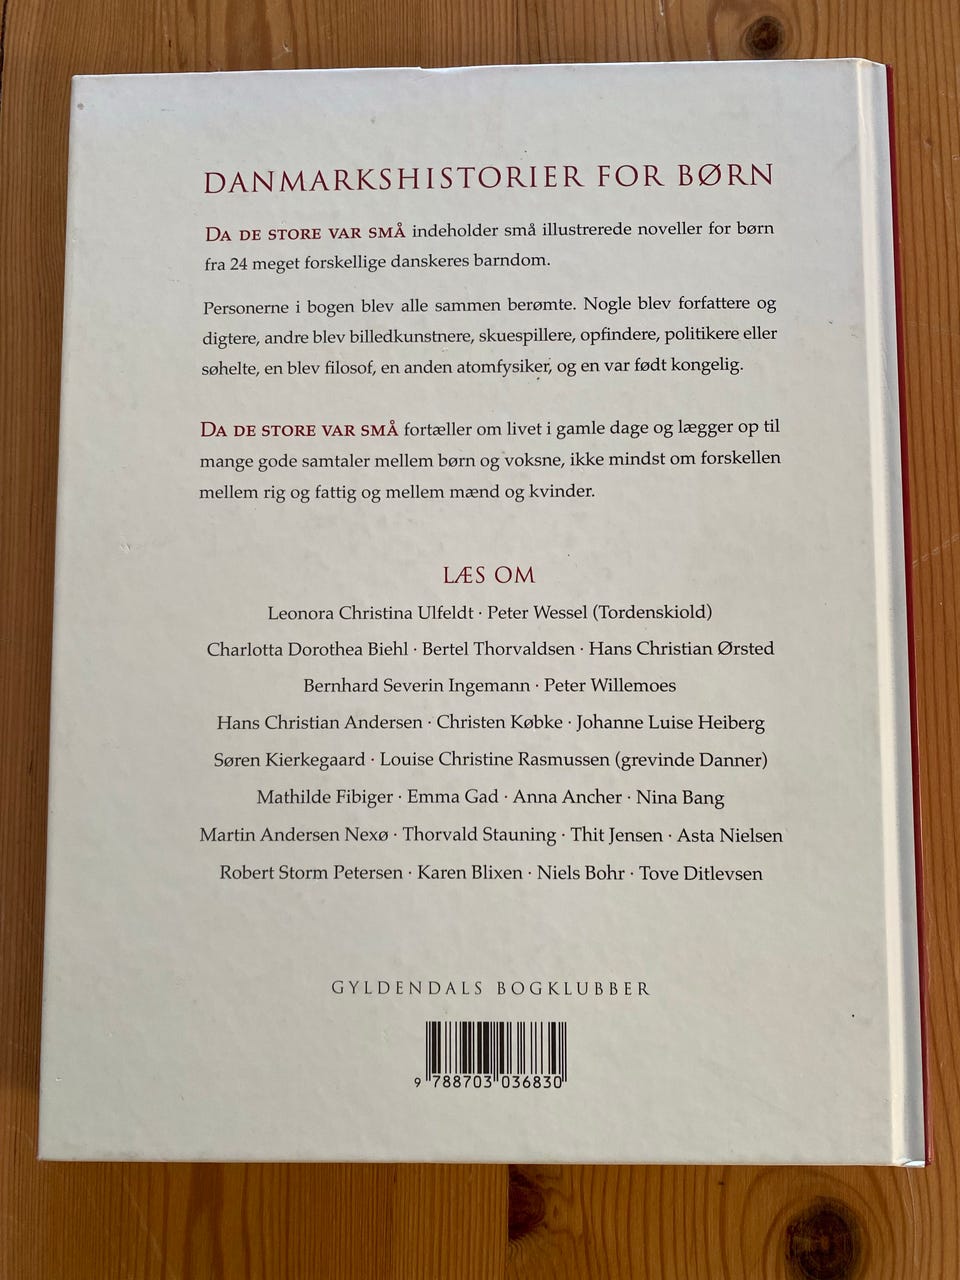 DANMARKSHISTORIER FOR BØRN
DA DE STORE VAR SMÅ indeholder små illustrerede noveller for børn
fra 24 meget forskellige danskeres barndom.
Personerne i bogen blev alle sammen berømte. Nogle blev forfattere og
digtere, andre blev billedkunstnere, skuespillere, opfindere, politikere eller
søhelte, en blev filosof, en anden atomfysiker, og en var født kongelig.
DA DE STORE VAR SMÅ fortæller om livet i gamle dage og lægger op til
mange gode samtaler mellem børn og voksne, ikke mindst om forskellen
mellem rig og fattig og mellem mænd og kvinder.
LÆS OM
Leonora Christina Ulfeldt · Peter Wessel (Tordenskiold)
Charlotta Dorothea Biehl · Bertel Thorvaldsen · Hans Christian Ørsted
Bernhard Severin Ingemann · Peter Willemoes
Hans Christian Andersen · Christen Købke · Johanne Luise Heiberg
Søren Kierkegaard · Louise Christine Rasmussen (grevinde Danner)
Mathilde Fibiger · Emma Gad · Anna Ancher · Nina Bang
Martin Andersen Nexø · Thorvald Stauning · Thit Jensen · Asta Nielsen
Robert Storm Petersen · Karen Blixen · Niels Bohr · Tove Ditlevsen
GYLDENDALS BOGKLUBBER
9 788703 036830